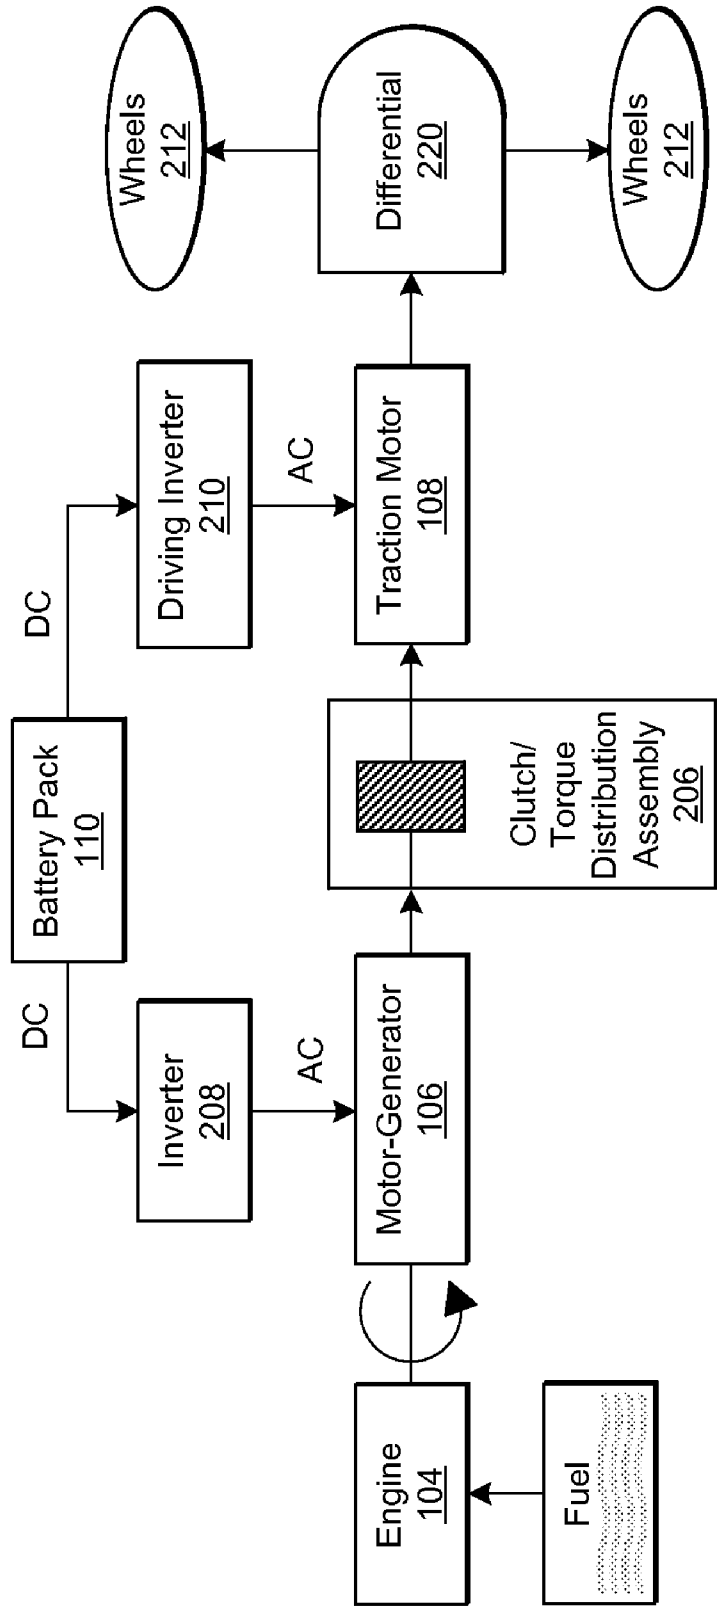 Battery Pack
110
DC
DC
Inverter
208
Driving Inverter
210
AC
AC
Wheels
212
Engine
104
Motor-Generator
106
Clutch/
Torque
Distribution
Assembly
206
Traction Motor
108
Differential
220
Fuel
Wheels
212